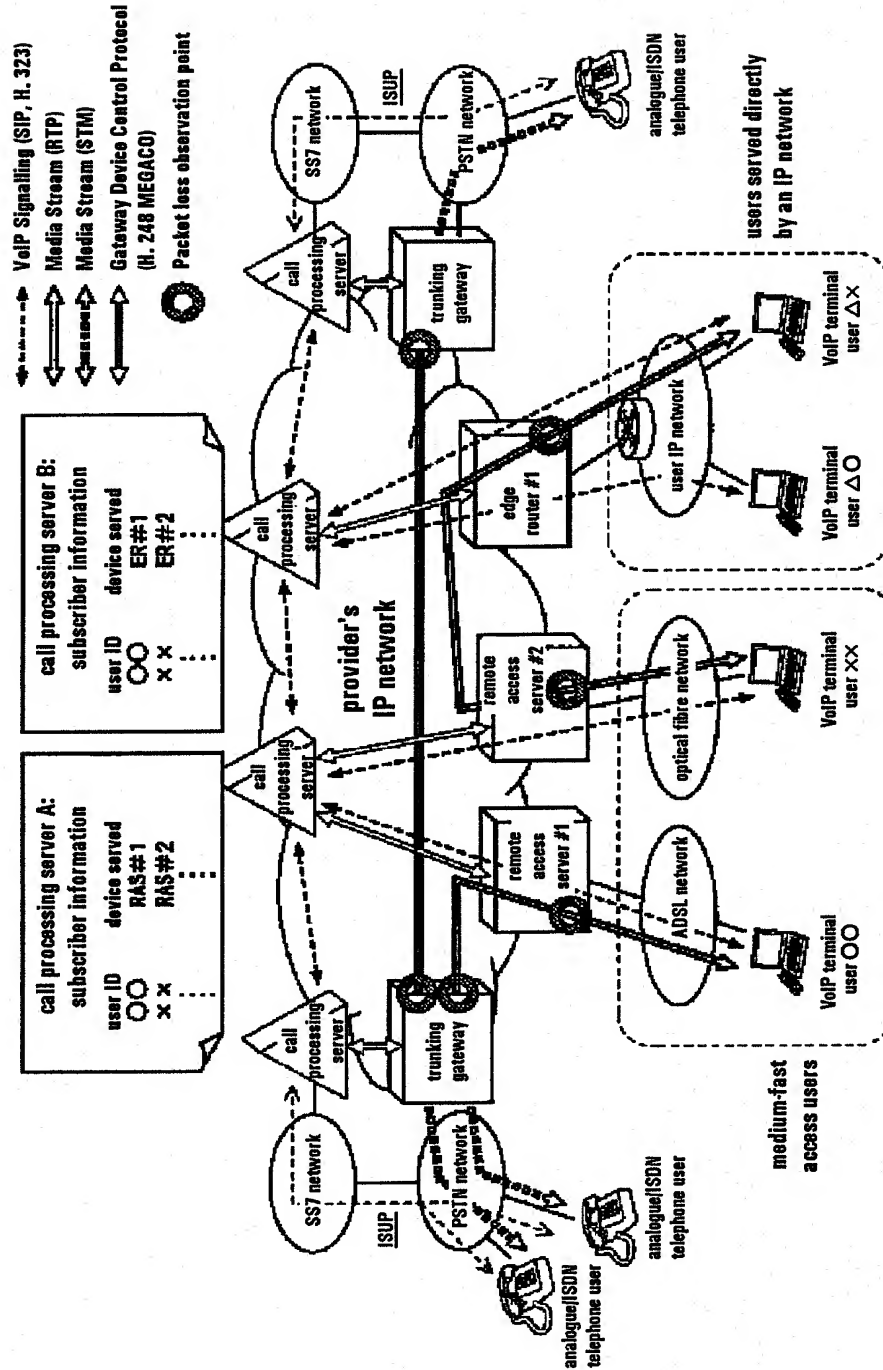 VoIP Signalling (SIP, H. 323)
Media Stream (RTP)
Media Stream (STM)
Gateway Device Control Protocol
(H. 248 MEGACO)
Packet loss observation point
call processing server A:
subscriber information
user ID device served
○○ RAS#1
×× RAS#2
call processing server B:
subscriber information
user ID device served
○○ ER#1
×× ER#2
SS7 network
call
processing
server
call
processing
server
call
processing
server
call
processing
server
SS7 network
ISUP
ISUP
provider's
IP network
PSTN network
trunking
gateway
remote
access
server #1
remote
access
server #2
edge
router #1
trunking
gateway
PSTN network
analogue/ISDN
telephone user
analogue/ISDN
telephone user
analogue/ISDN
telephone user
ADSL network
optical fibre network
user IP network
users served directly
by an IP network
medium-fast
access users
VoIP terminal
user ○○
VoIP terminal
user ××
VoIP terminal
user △○
VoIP terminal
user △×